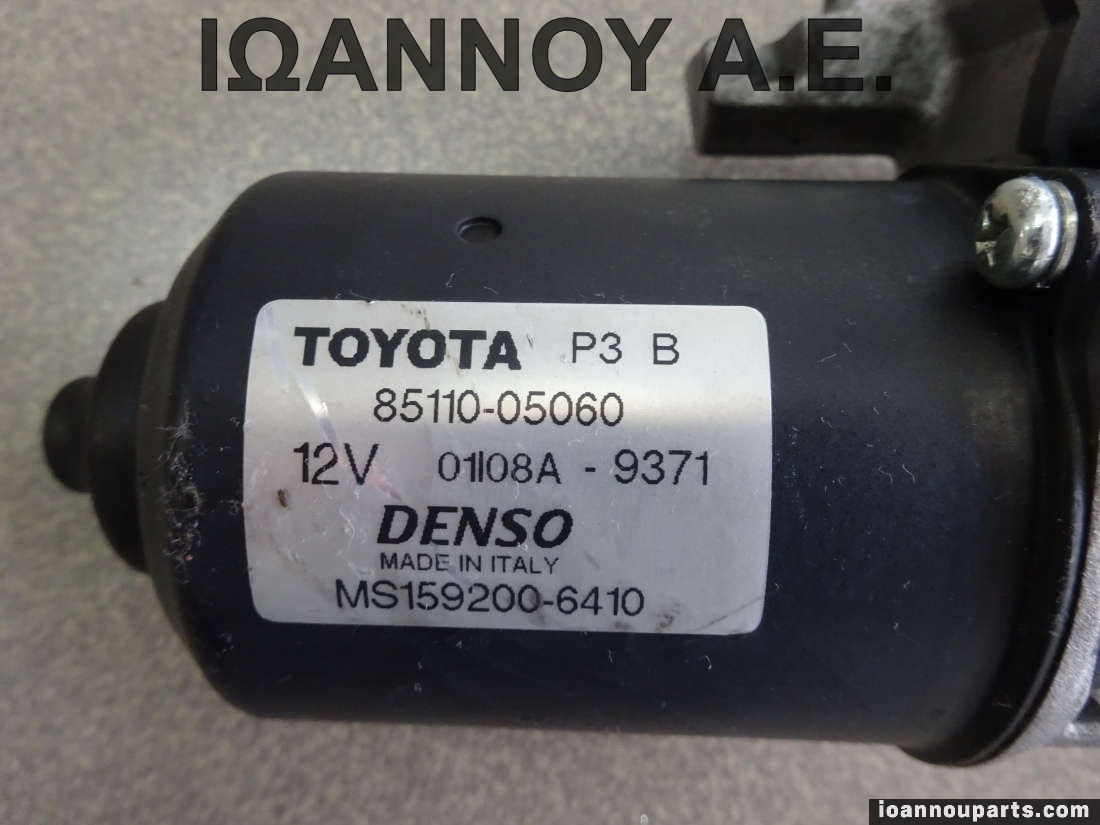 ΙΩΑΝΝΟΥ Α.Ε.
TOYOTA P3 B
85110-05060
12V 01I08A - 9371
DENSO
MADE IN ITALY
MS159200-6410
ioannouparts.com